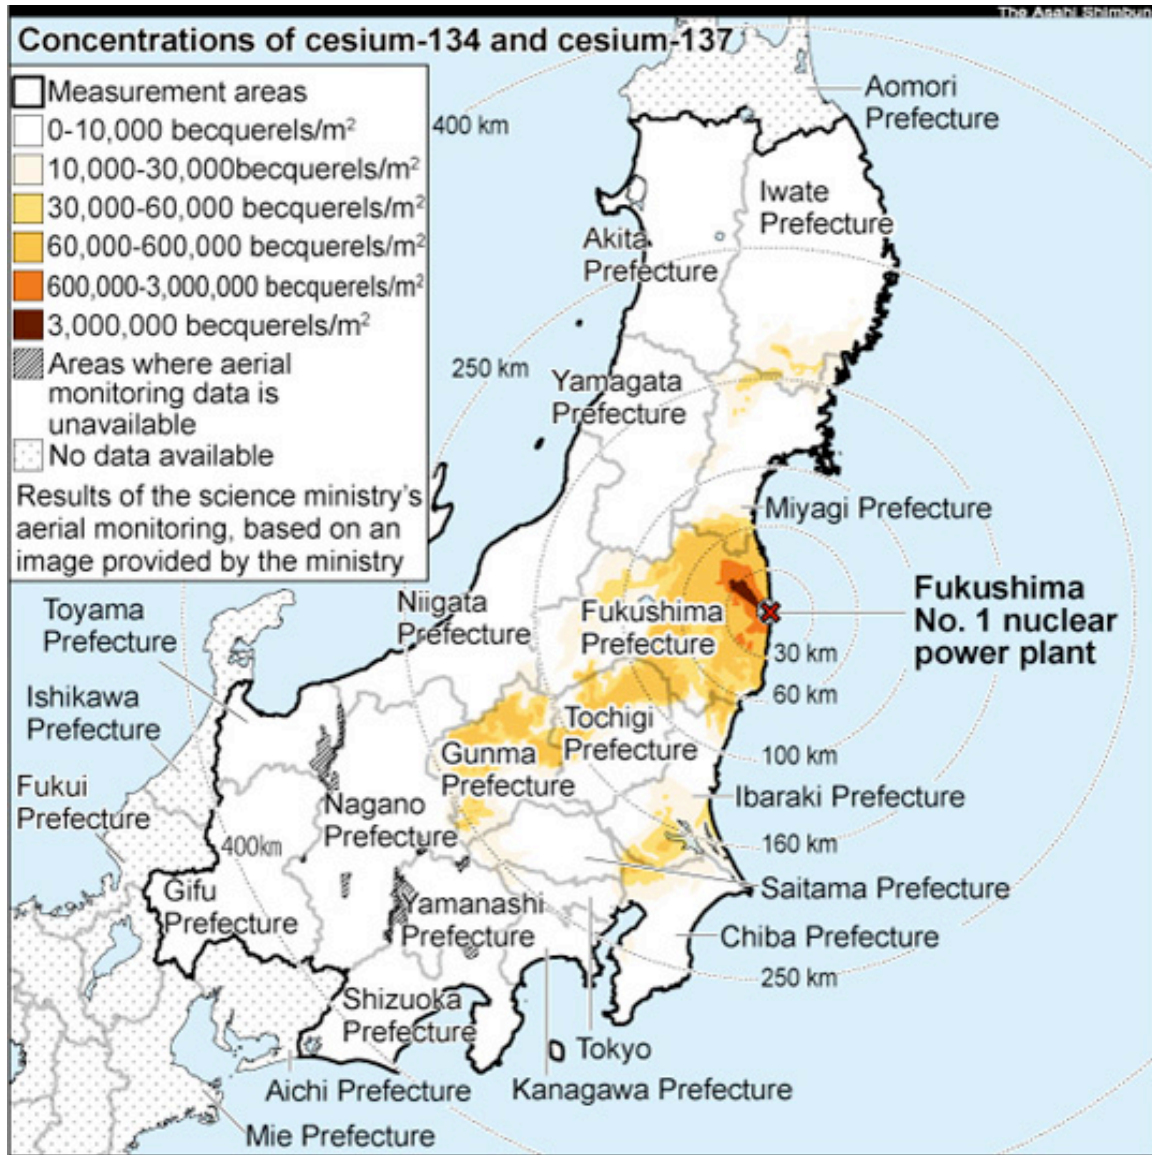 The Asahi Shimbun
Concentrations of cesium-134 and cesium-137
Measurement areas
0-10,000 becquerels/m²
10,000-30,000becquerels/m²
30,000-60,000 becquerels/m²
60,000-600,000 becquerels/m²
600,000-3,000,000 becquerels/m²
3,000,000 becquerels/m²
Areas where aerial
monitoring data is
unavailable
No data available
Results of the science ministry's
aerial monitoring, based on an
image provided by the ministry
400 km
Aomori
Prefecture
Iwate
Prefecture
Akita
Prefecture
250 km
Yamagata
Prefecture
Miyagi Prefecture
Fukushima
No. 1 nuclear
power plant
Niigata
Prefecture
Fukushima
Prefecture
30 km
60 km
100 km
160 km
250 km
Toyama
Prefecture
Ishikawa
Prefecture
Fukui
Prefecture
Tochigi
Prefecture
Gunma
Prefecture
Nagano
Prefecture
Ibaraki Prefecture
400km
Saitama Prefecture
Gifu
Prefecture
Yamanashi
Prefecture
Chiba Prefecture
Shizuoka
Prefecture
Tokyo
Aichi Prefecture
Kanagawa Prefecture
Mie Prefecture